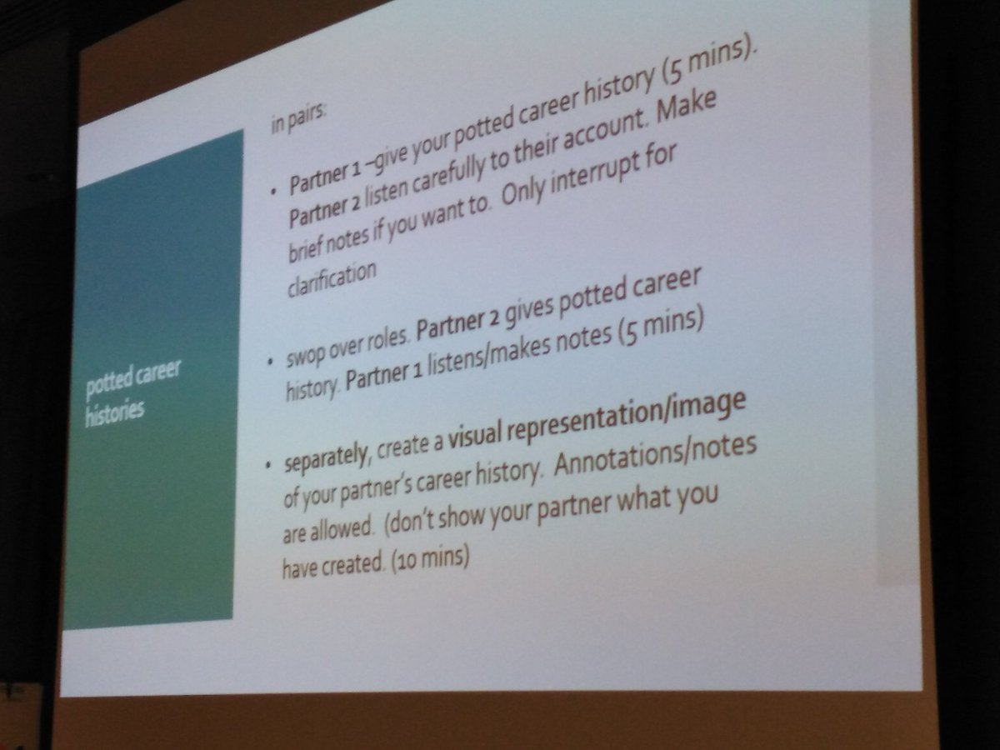 in pairs:
• Partner 1 –give your potted career history (5 mins).
Partner 2 listen carefully to their account. Make
brief notes if you want to. Only interrupt for
clarification
• swop over roles. Partner 2 gives potted career
history. Partner 1 listens/makes notes (5 mins)
• separately, create a visual representation/image
of your partner's career history. Annotations/notes
are allowed. (don't show your partner what you
have created. (10 mins)
potted career
histories